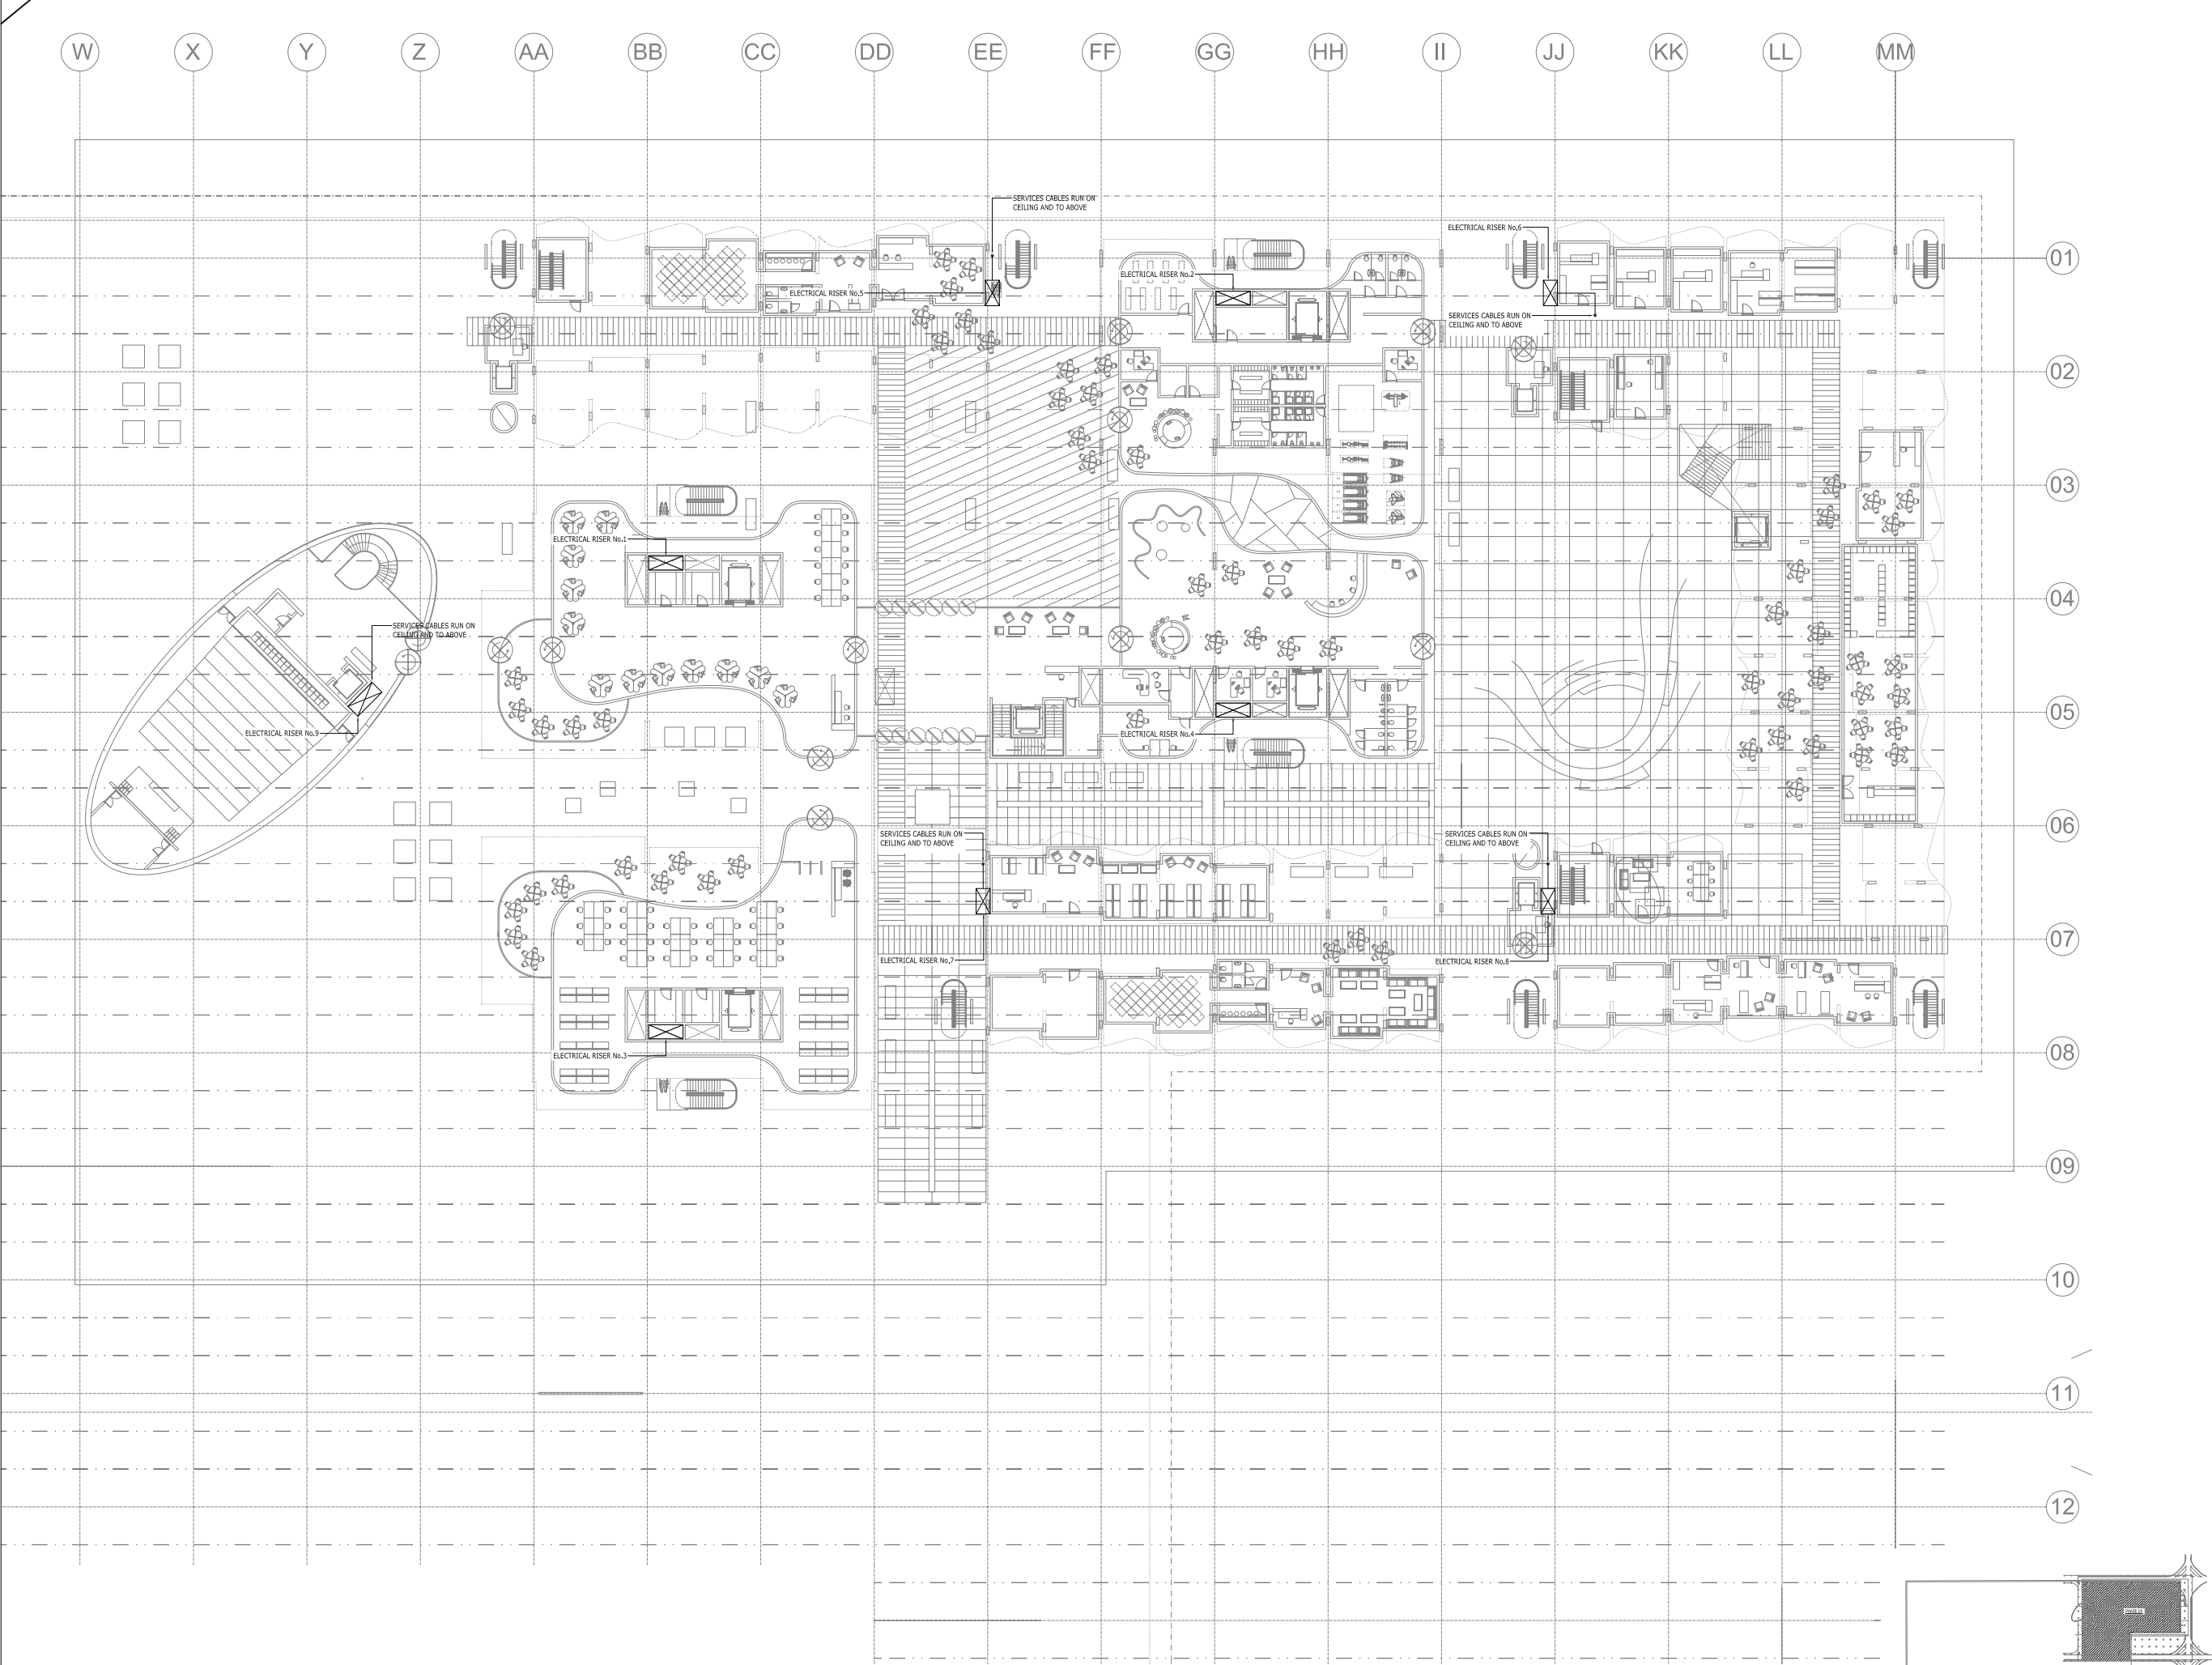 W X Y Z AA BB CC DD EE FF GG HH II JJ KK LL MM
SERVICES CABLES RUN ON
CEILING AND TO ABOVE
ELECTRICAL RISER No.6
01
ELECTRICAL RISER No.2
ELECTRICAL RISER No.5
SERVICES CABLES RUN ON
CEILING AND TO ABOVE
02
03
ELECTRICAL RISER No.1
04
SERVICES CABLES RUN ON
CEILING AND TO ABOVE
05
ELECTRICAL RISER No.9
ELECTRICAL RISER No.4
06
SERVICES CABLES RUN ON
CEILING AND TO ABOVE
SERVICES CABLES RUN ON
CEILING AND TO ABOVE
07
ELECTRICAL RISER No.7
ELECTRICAL RISER No.8
08
ELECTRICAL RISER No.3
09
10
11
12